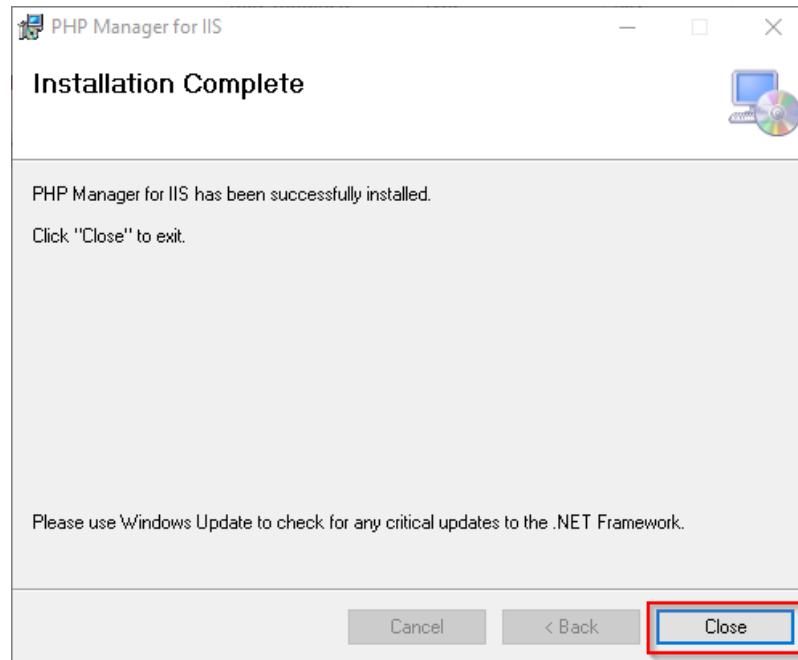 PHP Manager for IIS
Installation Complete
PHP Manager for IIS has been successfully installed.
Click "Close" to exit.
Please use Windows Update to check for any critical updates to the .NET Framework.
Cancel
< Back
Close